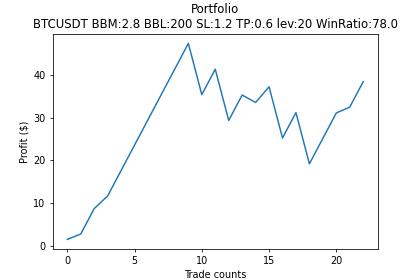 Portfolio
BTCUSDT BBM:2.8 BBL:200 SL:1.2 TP:0.6 lev:20 WinRatio:78.0
Profit ($)
40
30
20
10
0
0 5 10 15 20
Trade counts